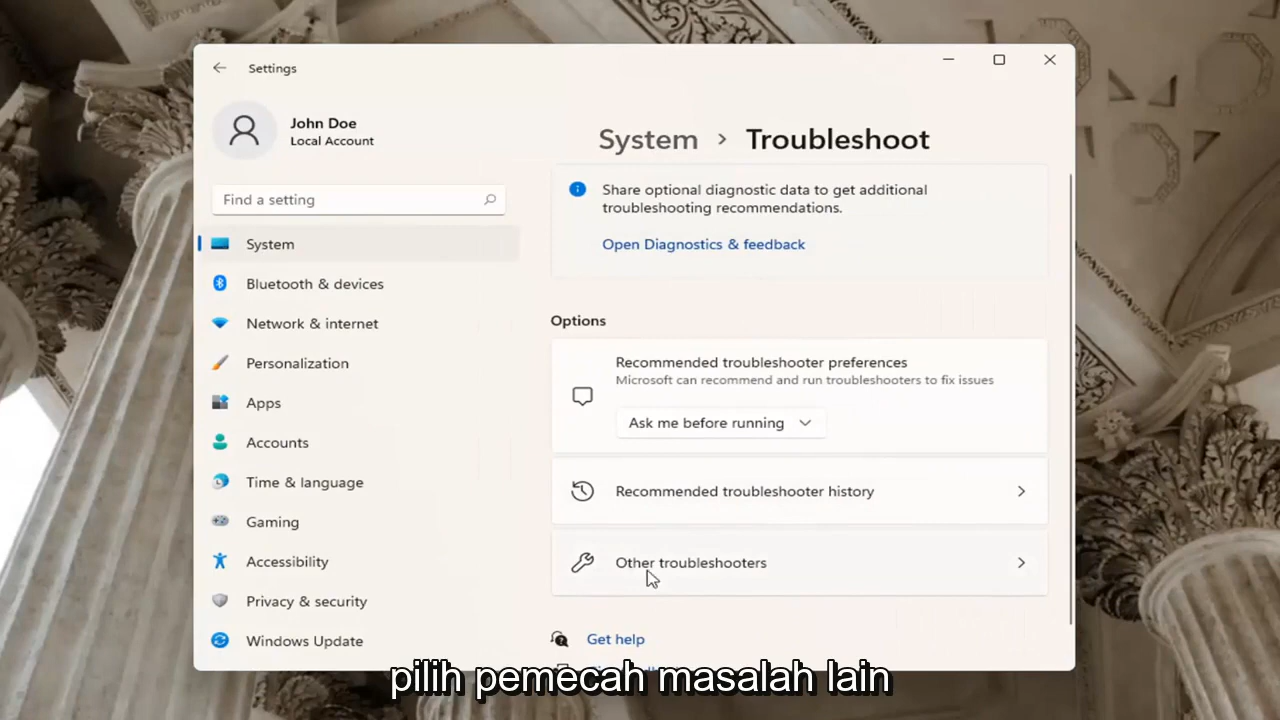 Settings
John Doe
Local Account
Find a setting
System
Bluetooth & devices
Network & internet
Personalization
Apps
Accounts
Time & language
Gaming
Accessibility
Privacy & security
Windows Update
System > Troubleshoot
Share optional diagnostic data to get additional
troubleshooting recommendations.
Open Diagnostics & feedback
Options
Recommended troubleshooter preferences
Microsoft can recommend and run troubleshooters to fix issues
Ask me before running
Recommended troubleshooter history
Other troubleshooters
Get help
pilih pemecah masalah lain